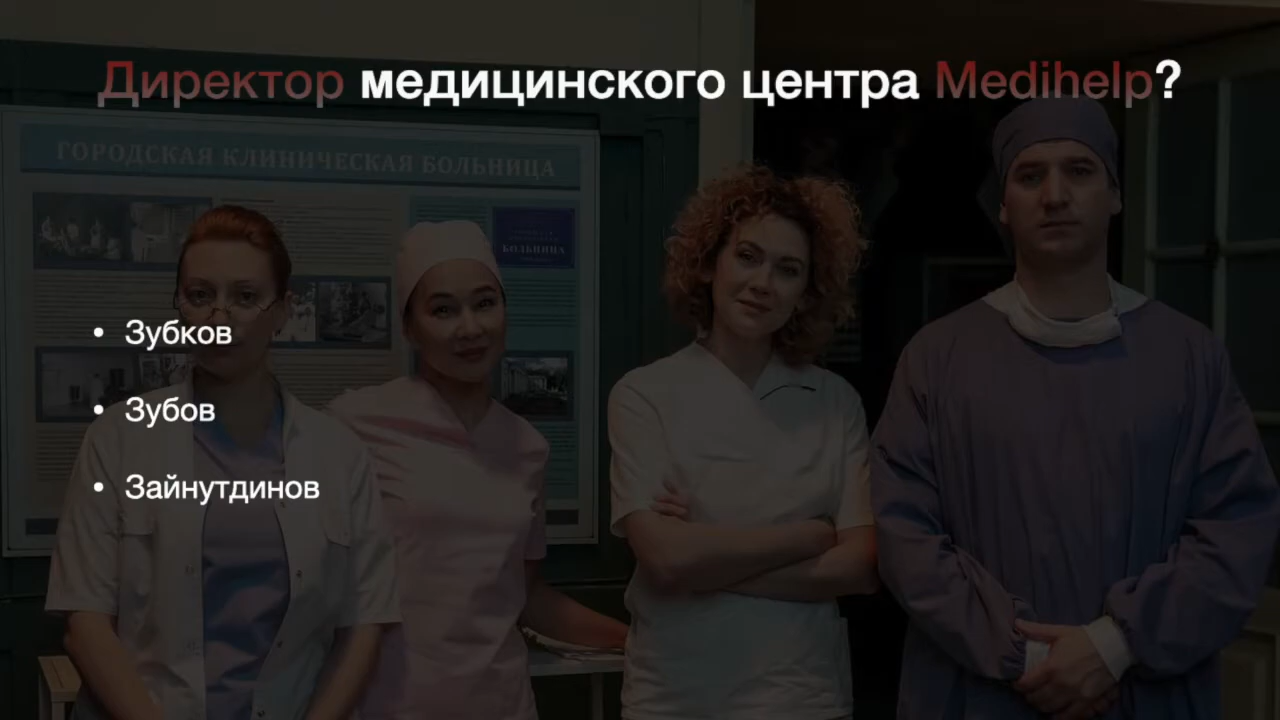 Директор медицинского центра Medihelp?
ГОРОДСКАЯ КЛИНИЧЕСКАЯ БОЛЬНИЦА
БОЛЬНИЦА
• Зубков
• Зубов
• Зайнутдинов